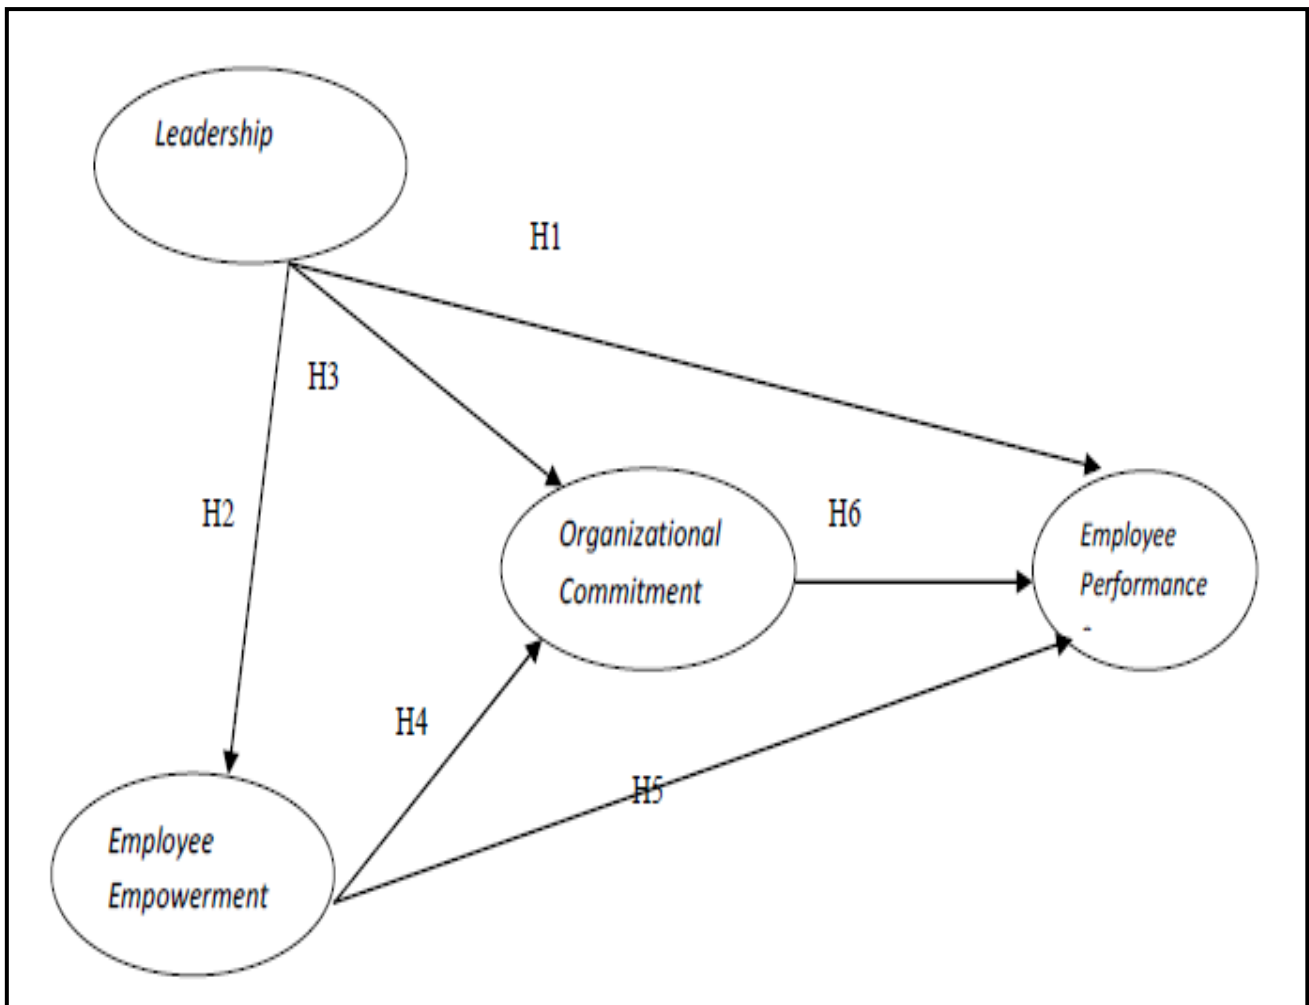 Leadership
H1
H3
H2
Organizational
Commitment
H6
Employee
Performance
-
H4
H5
Employee
Empowerment